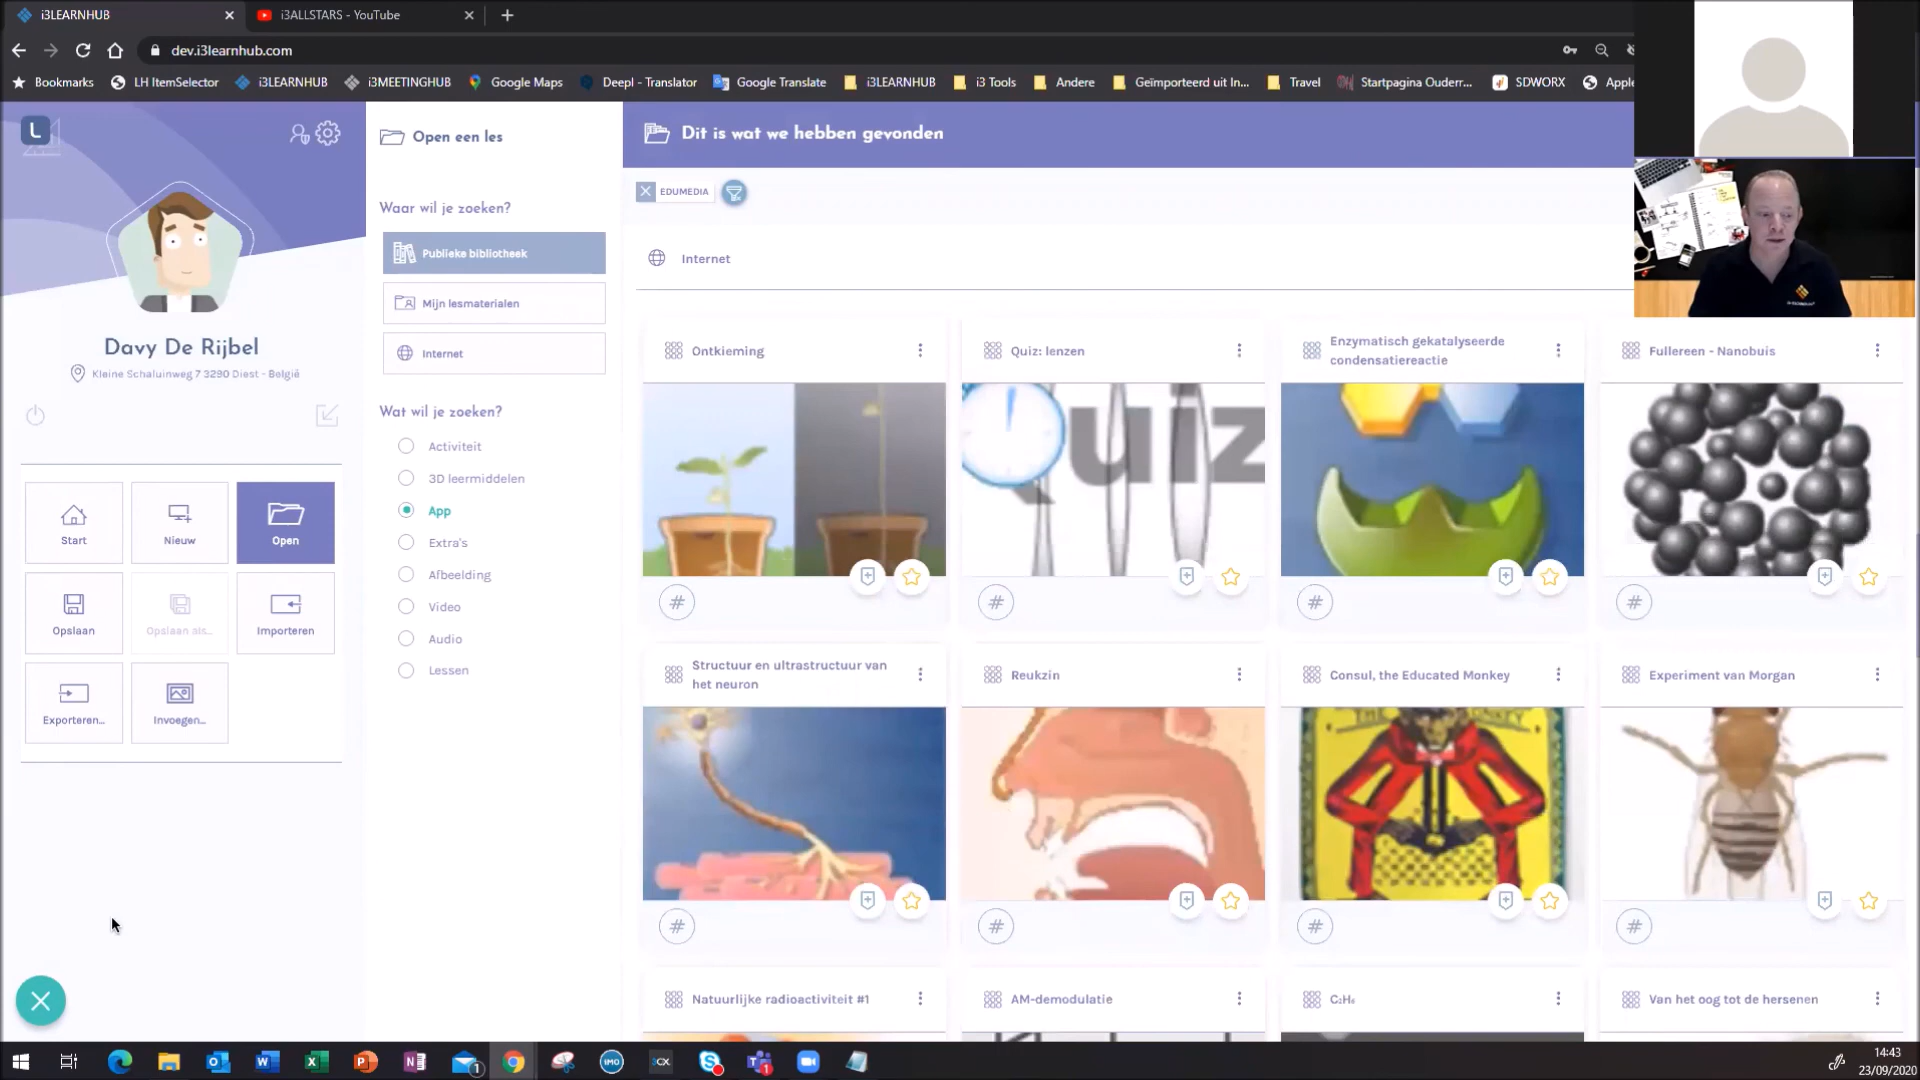 i3LEARNHUB
i3ALLSTARS - YouTube
dev.i3learnhub.com
Bookmarks
LH ItemSelector
i3LEARNHUB
i3MEETINGHUB
Google Maps
Deepl - Translator
Google Translate
i3LEARNHUB
i3 Tools
Andere
Geïmporteerd uit In...
Travel
Startpagina Ouderr...
SDWORX
Apple
L
Davy De Rijbel
Kleine Schaluinweg 7 3290 Diest - België
Start
Nieuw
Open
Opslaan
Opslaan als...
Importeren
Exporteren...
Invoegen...
Open een les
Waar wil je zoeken?
Publieke bibliotheek
Mijn lesmaterialen
Internet
Wat wil je zoeken?
Activiteit
3D leermiddelen
App
Extra's
Afbeelding
Video
Audio
Lessen
Dit is wat we hebben gevonden
EDUMEDIA
Internet
Ontkieming
Quiz: lenzen
Enzymatisch gekatalyseerde
condensatiereactie
Fullereen - Nanobuis
Quiz
#
#
#
#
Structuur en ultrastructuur van
het neuron
Reukzin
Consul, the Educated Monkey
Experiment van Morgan
#
#
#
#
Natuurlijke radioactiviteit #1
AM-demodulatie
C₂H₆
Van het oog tot de hersenen
14:43
23/09/2020